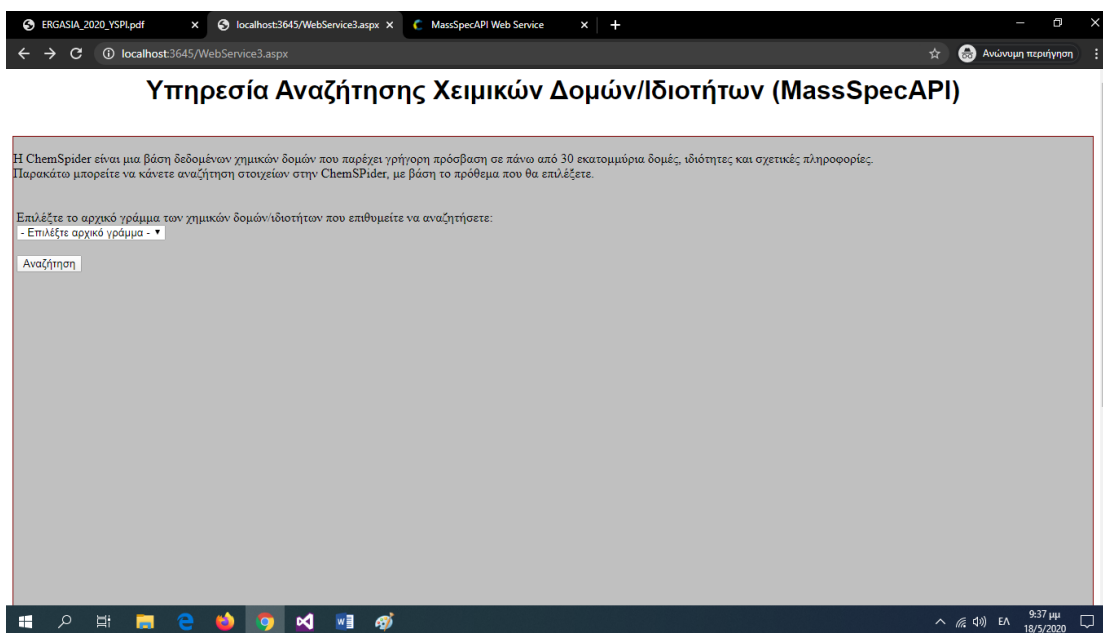 ERGASIA_2020_YSPI.pdf
localhost:3645/WebService3.aspx
MassSpecAPI Web Service
localhost:3645/WebService3.aspx
Ανώνυμη περιήγηση
Υπηρεσία Αναζήτησης Χειμικών Δομών/Ιδιοτήτων (MassSpecAPI)
Η ChemSpider είναι μια βάση δεδομένων χημικών δομών που παρέχει γρήγορη πρόσβαση σε πάνω από 30 εκατομμύρια δομές, ιδιότητες και σχετικές πληροφορίες.
Παρακάτω μπορείτε να κάνετε αναζήτηση στοιχείων στην ChemSPider, με βάση το πρόθεμα που θα επιλέξετε.
Επιλέξτε το αρχικό γράμμα των χημικών δομών/ιδιοτήτων που επιθυμείτε να αναζητήσετε:
- Επιλέξτε αρχικό γράμμα -
Αναζήτηση
ΕΛ
9:37 μμ
18/5/2020